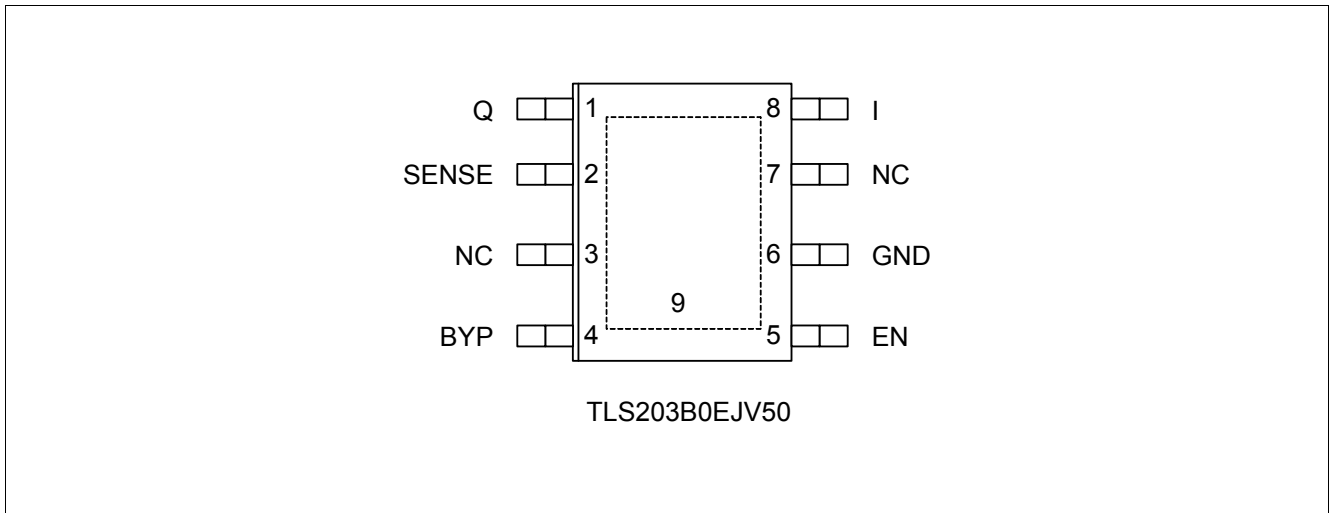 Q 1 8 I
SENSE 2 7 NC
NC 3 6 GND
9
BYP 4 5 EN
TLS203B0EJV50